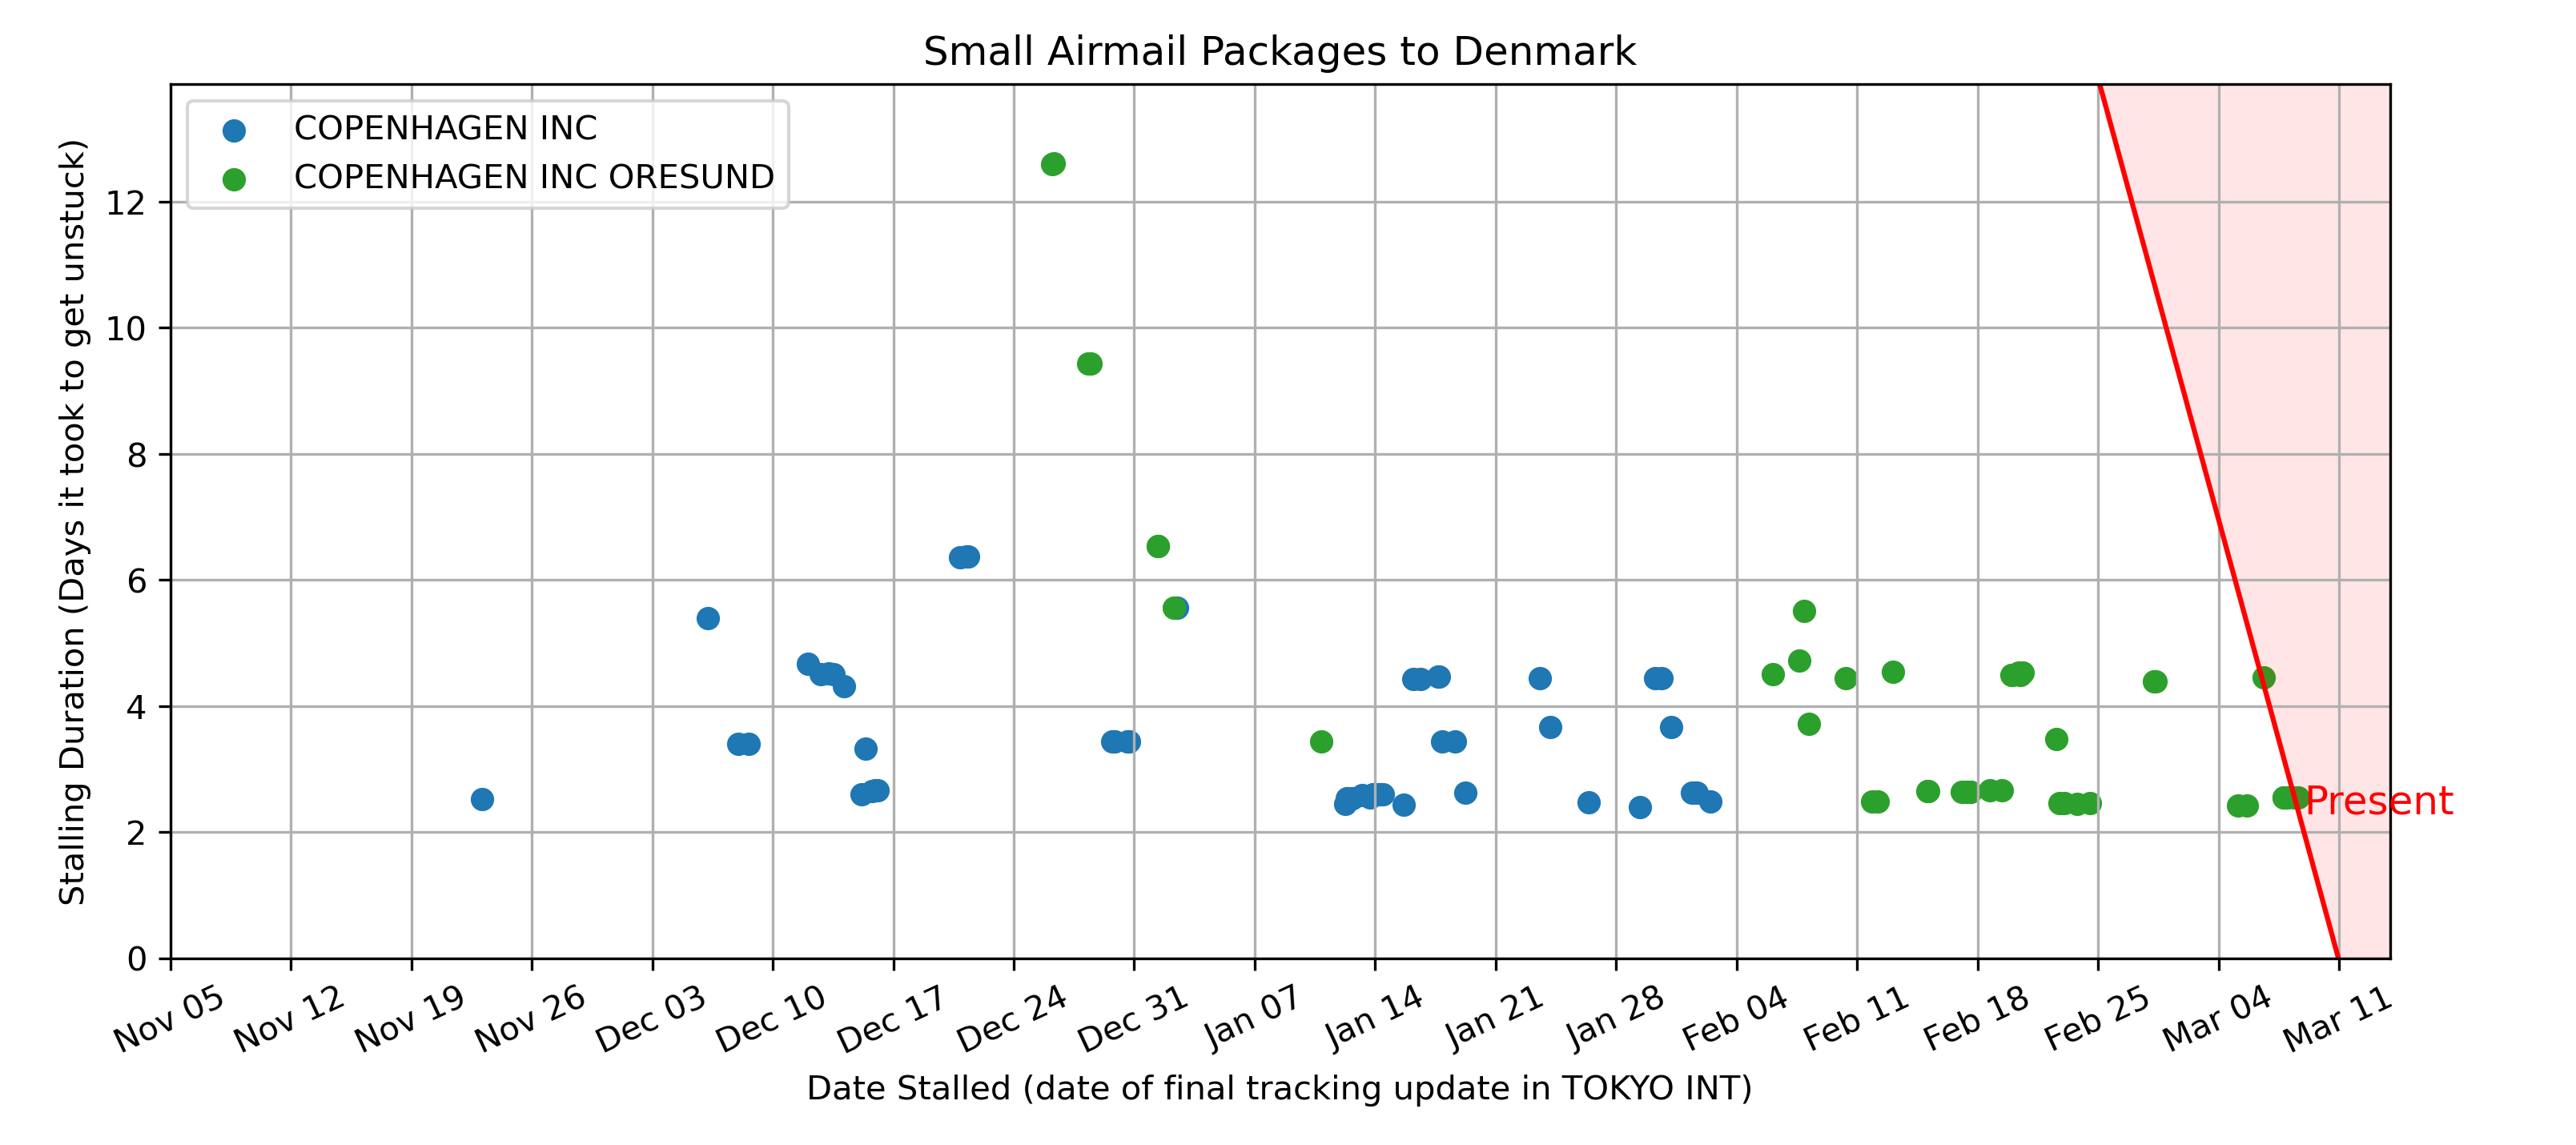 Small Airmail Packages to Denmark
COPENHAGEN INC
COPENHAGEN INC ORESUND
Stalling Duration (Days it took to get unstuck)
12
10
8
6
4
2
0
Present
Nov 05
Nov 12
Nov 19
Nov 26
Dec 03
Dec 10
Dec 17
Dec 24
Dec 31
Jan 07
Jan 14
Jan 21
Jan 28
Feb 04
Feb 11
Feb 18
Feb 25
Mar 04
Mar 11
Date Stalled (date of final tracking update in TOKYO INT)